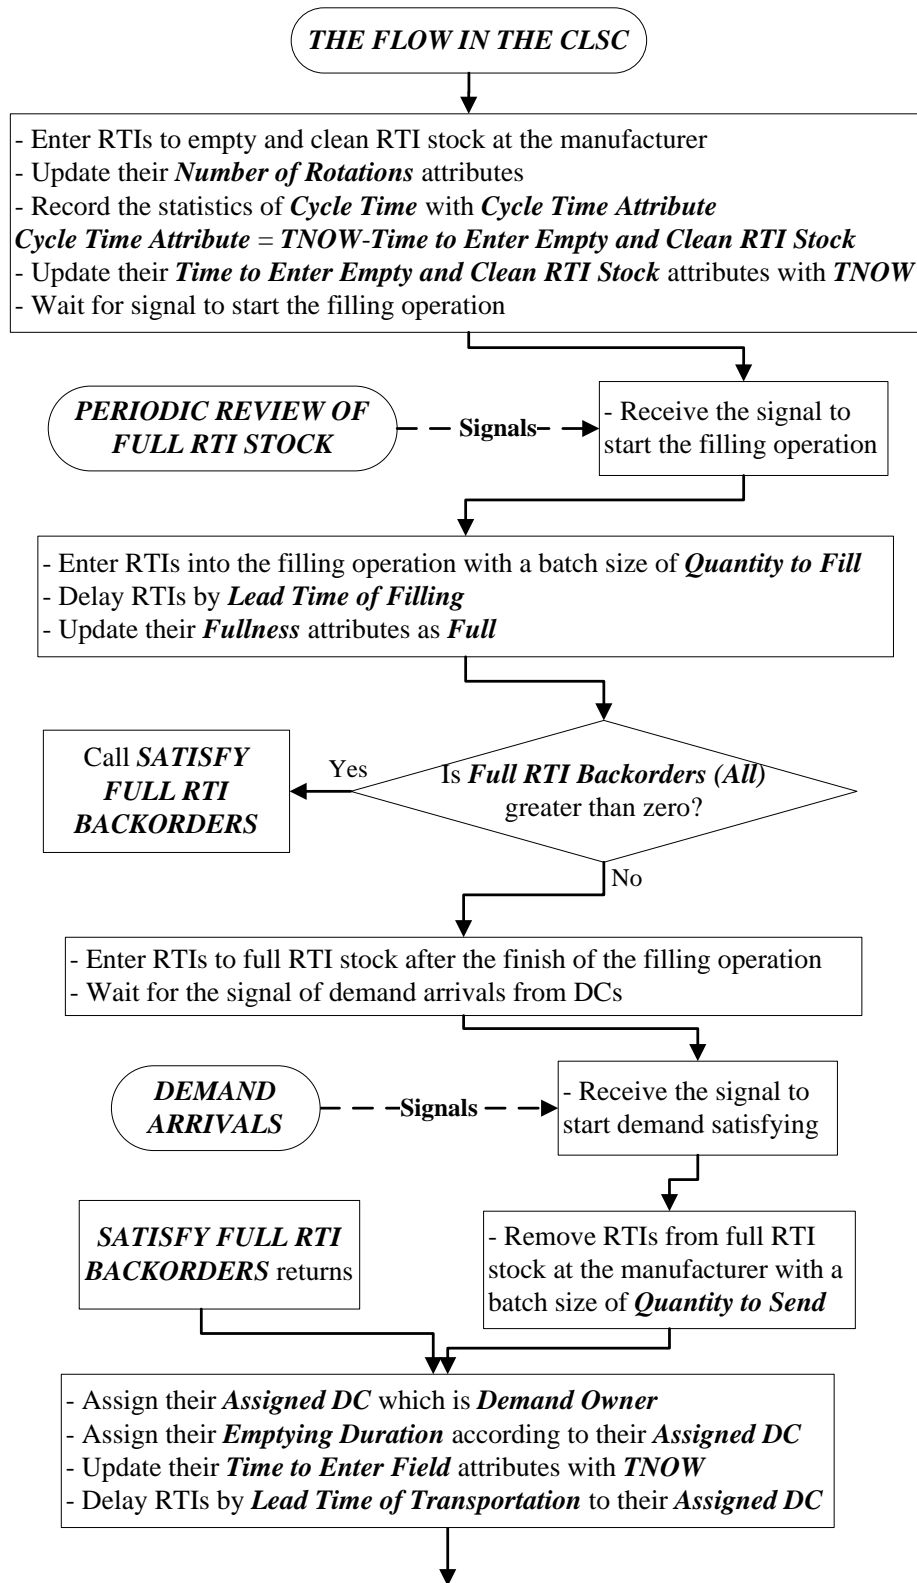 THE FLOW IN THE CLSC
- Enter RTIs to empty and clean RTI stock at the manufacturer
- Update their Number of Rotations attributes
- Record the statistics of Cycle Time with Cycle Time Attribute
Cycle Time Attribute = TNOW-Time to Enter Empty and Clean RTI Stock
- Update their Time to Enter Empty and Clean RTI Stock attributes with TNOW
- Wait for signal to start the filling operation
PERIODIC REVIEW OF
FULL RTI STOCK
Signals
- Receive the signal to
start the filling operation
- Enter RTIs into the filling operation with a batch size of Quantity to Fill
- Delay RTIs by Lead Time of Filling
- Update their Fullness attributes as Full
Call SATISFY
FULL RTI
BACKORDERS
Yes
Is Full RTI Backorders (All)
greater than zero?
No
- Enter RTIs to full RTI stock after the finish of the filling operation
- Wait for the signal of demand arrivals from DCs
DEMAND
ARRIVALS
Signals
- Receive the signal to
start demand satisfying
SATISFY FULL RTI
BACKORDERS returns
- Remove RTIs from full RTI
stock at the manufacturer with a
batch size of Quantity to Send
- Assign their Assigned DC which is Demand Owner
- Assign their Emptying Duration according to their Assigned DC
- Update their Time to Enter Field attributes with TNOW
- Delay RTIs by Lead Time of Transportation to their Assigned DC